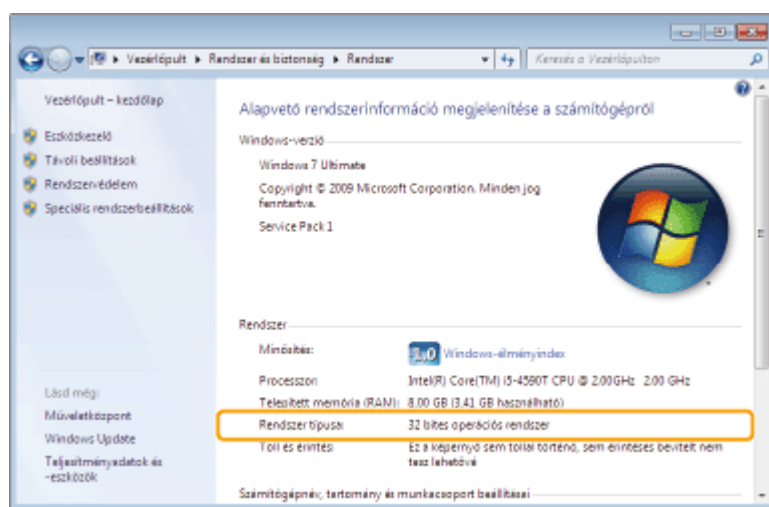 Vezérlőpult ▸ Rendszer és biztonság ▸ Rendszer
Keresés a Vezérlőpulton
Vezérlőpult – kezdőlap
Eszközkezelő
Távoli beállítások
Rendszervédelem
Speciális rendszerbeállítások
Lásd még:
Műveletközpont
Windows Update
Teljesítményadatok és
-eszközök
Alapvető rendszerinformáció megjelenítése a számítógépről
Windows-verzió
Windows 7 Ultimate
Copyright © 2009 Microsoft Corporation. Minden jog
fenntartva.
Service Pack 1
Rendszer
Minősítés: 1,0 Windows-élményindex
Processzor: Intel(R) Core(TM) i5-4590T CPU @ 2.00GHz 2.00 GHz
Telepített memória (RAM): 8.00 GB (3.41 GB használható)
Rendszer típusa: 32 bites operációs rendszer
Toll és érintés: Ez a képernyő sem tollal történő, sem érintéses bevitelt nem
tesz lehetővé
Számítógépnév, tartomány és munkacsoport beállításai